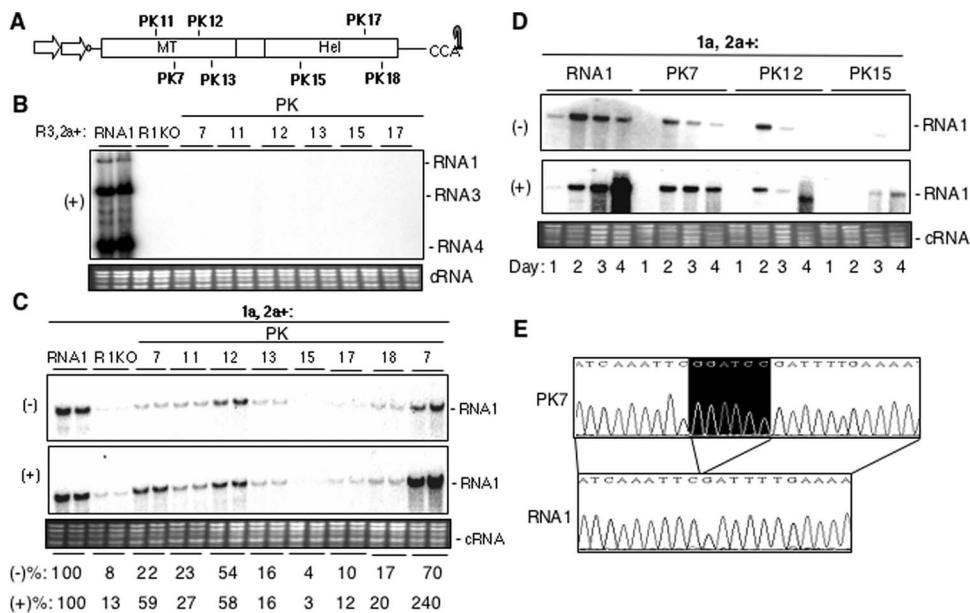 A
PK11 PK12 PK17
MT Hel CCA
PK7 PK13 PK15 PK18
B
PK
R3,2a+: RNA1 R1KO 7 11 12 13 15 17
(+)
-RNA1
-RNA3
-RNA4
cRNA
C
1a, 2a+:
PK
RNA1 R1KO 7 11 12 13 15 17 18 7
(-) -RNA1
(+) -RNA1
-cRNA
(-)%: 100 8 22 23 54 16 4 10 17 70
(+)%: 100 13 59 27 58 16 3 12 20 240
D
1a, 2a+:
RNA1 PK7 PK12 PK15
(-) -RNA1
(+) -RNA1
-cRNA
Day: 1 2 3 4 1 2 3 4 1 2 3 4 1 2 3 4
E
ATCAAATTCGGATCCGATTTTGAAAAT
PK7
ATCAAATTCGATTTTGAAAA
RNA1